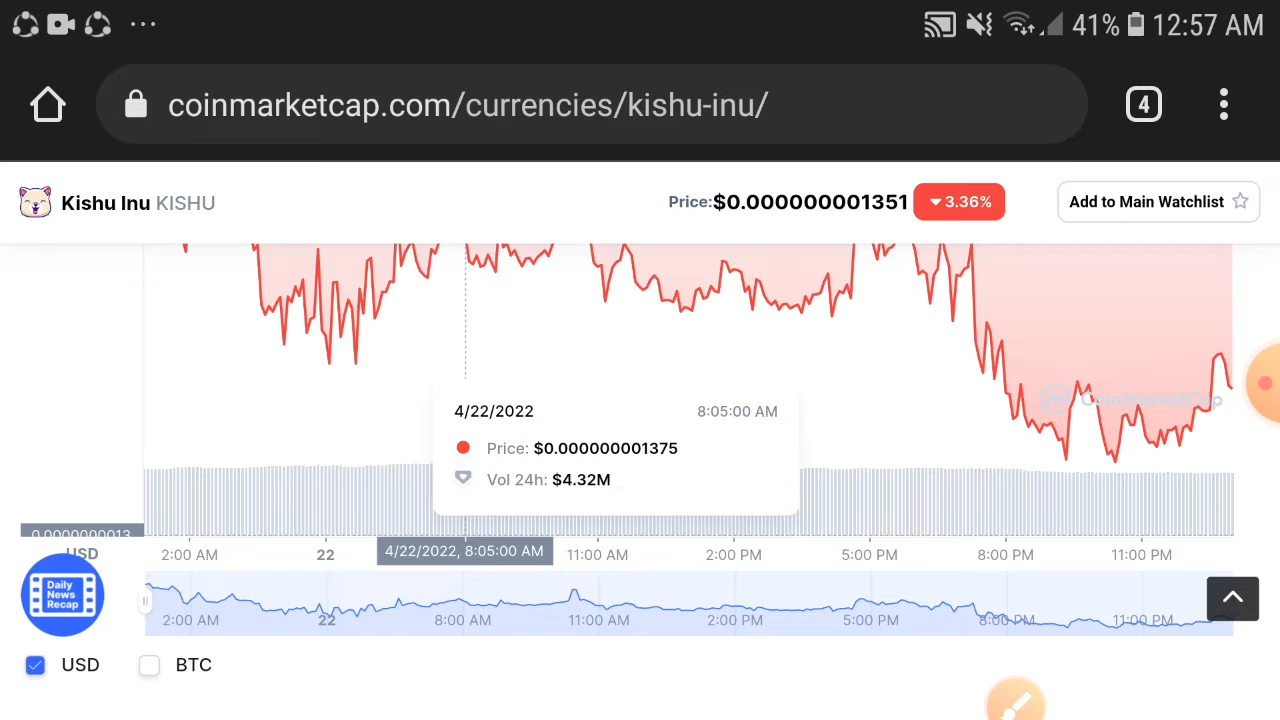 41% 12:57 AM
coinmarketcap.com/currencies/kishu-inu/
4
Kishu Inu KISHU
Price:$0.000000001351
3.36%
Add to Main Watchlist
CoinMarketCap
4/22/2022
8:05:00 AM
Price: $0.000000001375
Vol 24h: $4.32M
0.0000000013
USD
2:00 AM
22
4/22/2022, 8:05:00 AM
11:00 AM
2:00 PM
5:00 PM
8:00 PM
11:00 PM
Daily
News
Recap
2:00 AM
22
8:00 AM
11:00 AM
2:00 PM
5:00 PM
8:00 PM
11:00 PM
USD
BTC